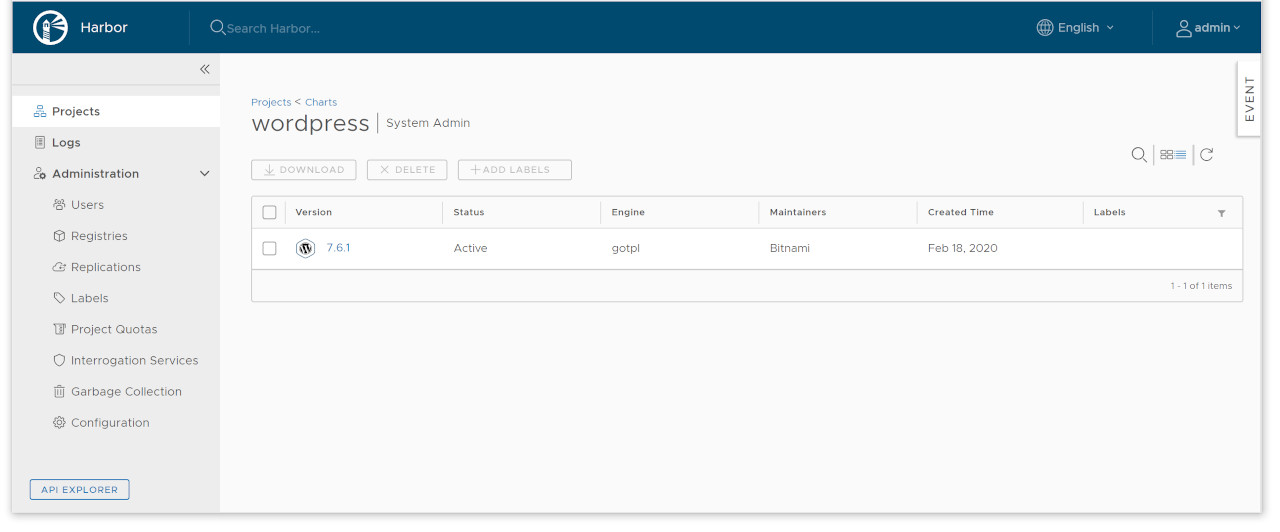 Harbor
Search Harbor...
English
admin
EVENT
Projects
Logs
Administration
Users
Registries
Replications
Labels
Project Quotas
Interrogation Services
Garbage Collection
Configuration
API EXPLORER
Projects < Charts
wordpress | System Admin
DOWNLOAD DELETE ADD LABELS
Version Status Engine Maintainers Created Time Labels
7.6.1 Active gotpl Bitnami Feb 18, 2020
1 - 1 of 1 items